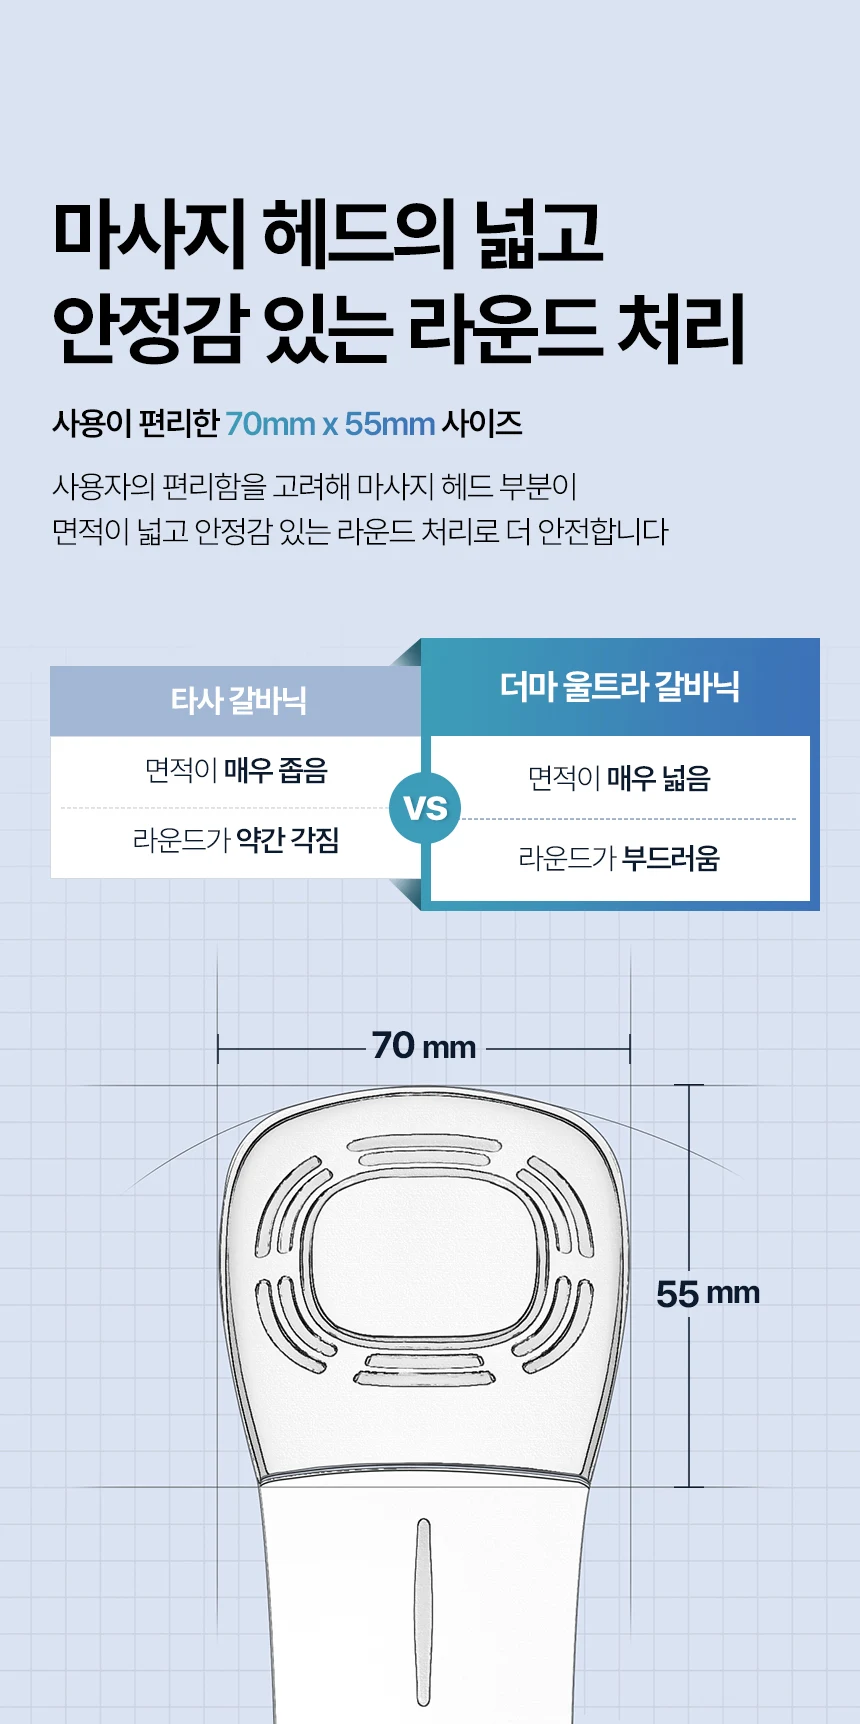 마사지 헤드의 넓고
안정감 있는 라운드 처리
사용이 편리한 70mm x 55mm 사이즈
사용자의 편리함을 고려해 마사지 헤드 부분이
면적이 넓고 안정감 있는 라운드 처리로 더 안전합니다
타사 갈바닉
면적이 매우 좁음
라운드가 약간 각짐
VS
더마 울트라 갈바닉
면적이 매우 넓음
라운드가 부드러움
70 mm
55 mm